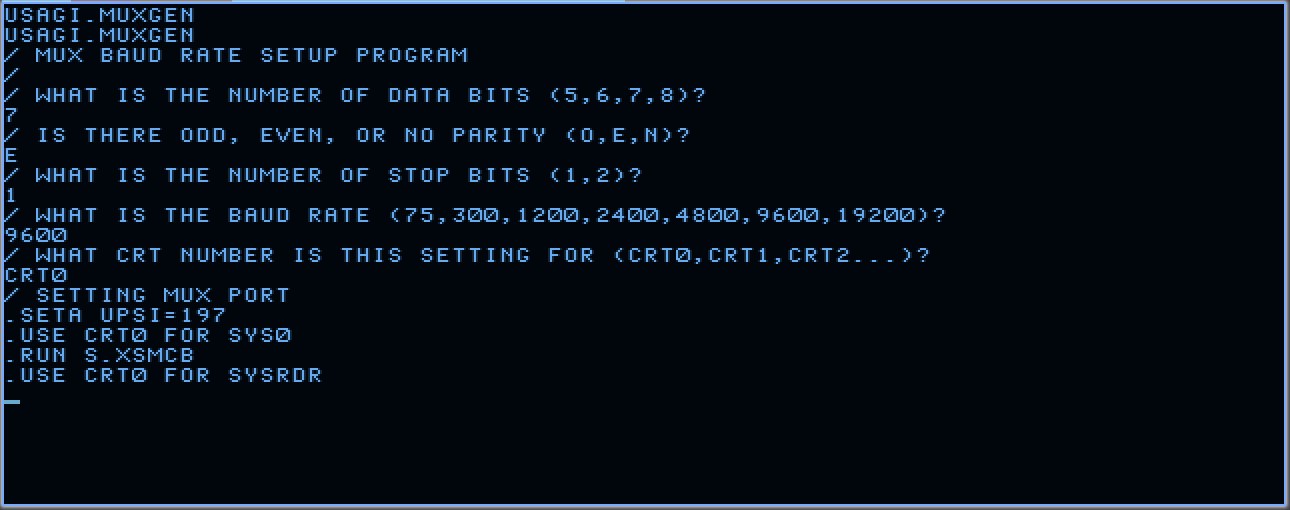 USAGI.MUXGEN
USAGI.MUXGEN
/ MUX BAUD RATE SETUP PROGRAM
/
/ WHAT IS THE NUMBER OF DATA BITS (5,6,7,8)?
7
/ IS THERE ODD, EVEN, OR NO PARITY (O,E,N)?
E
/ WHAT IS THE NUMBER OF STOP BITS (1,2)?
1
/ WHAT IS THE BAUD RATE (75,300,1200,2400,4800,9600,19200)?
9600
/ WHAT CRT NUMBER IS THIS SETTING FOR (CRT0,CRT1,CRT2...)?
CRT0
/ SETTING MUX PORT
.SETA UPSI=197
.USE CRT0 FOR SYS0
.RUN S.XSMCB
.USE CRT0 FOR SYSRDR